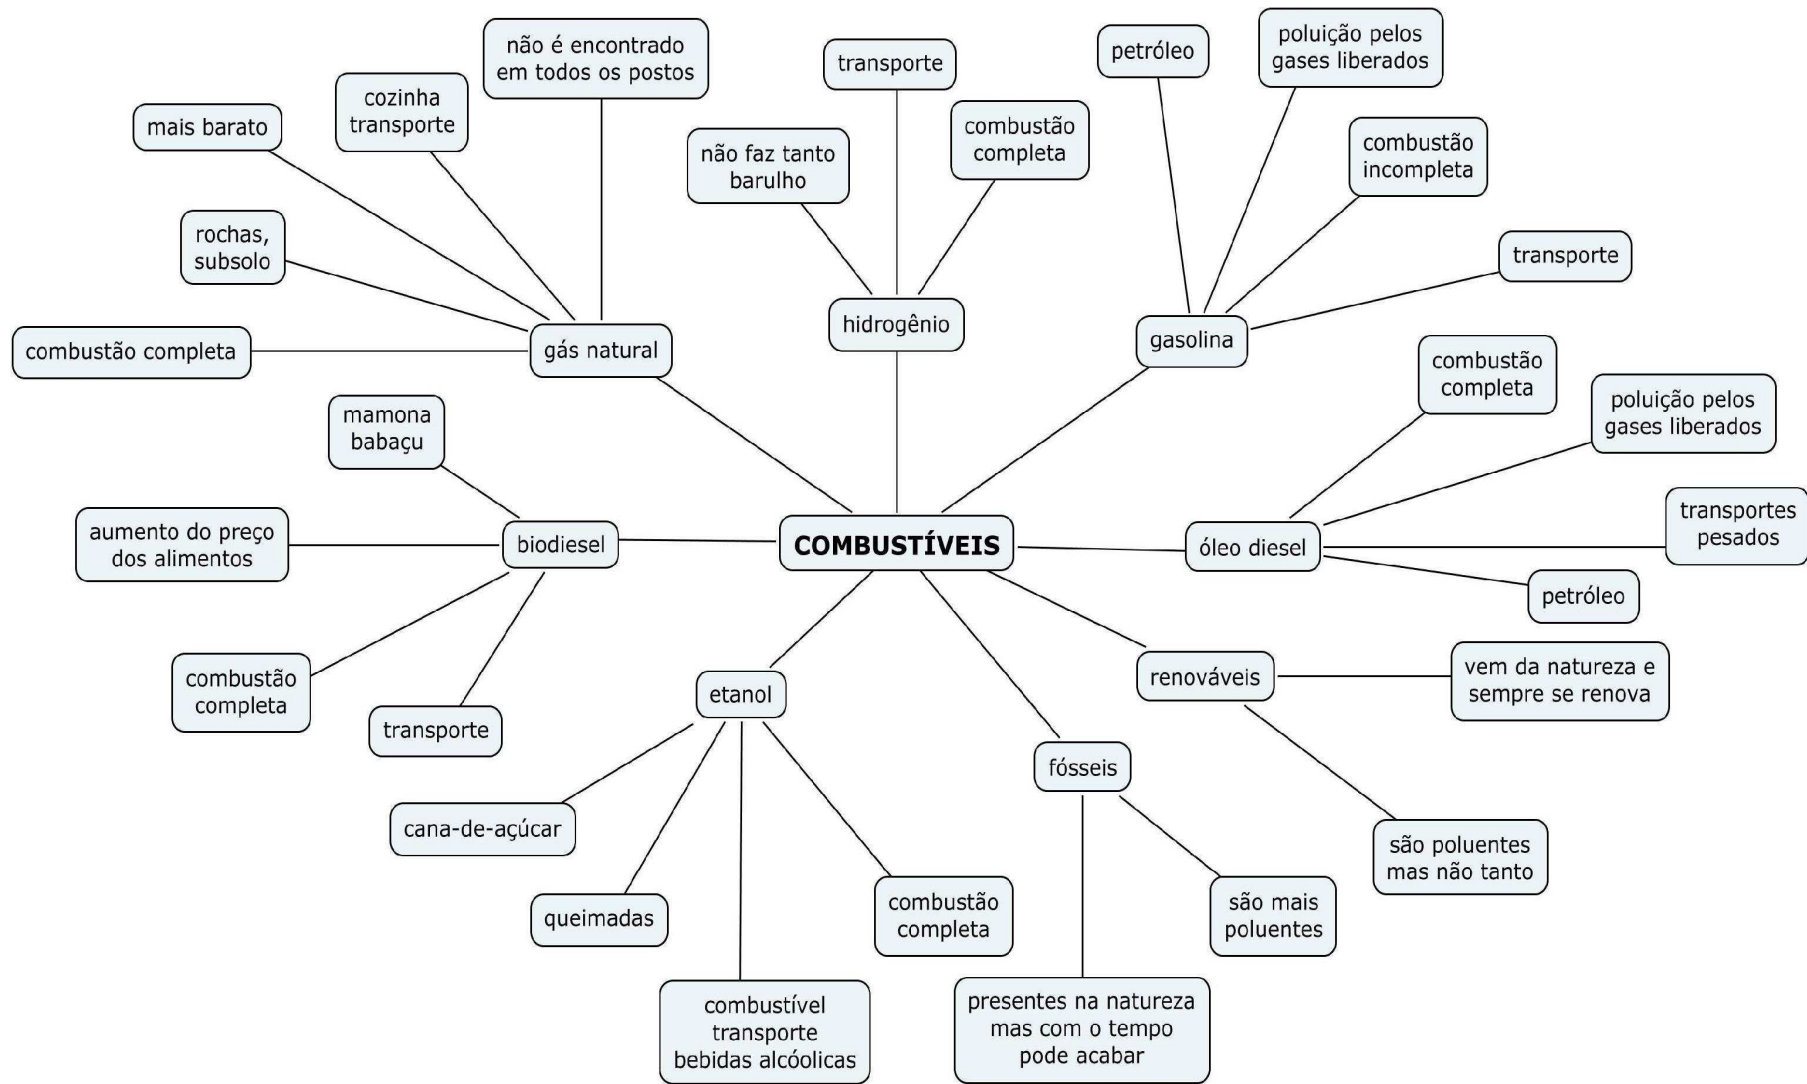 não é encontrado
em todos os postos
cozinha
transporte
mais barato
rochas,
subsolo
combustão completa
gás natural
transporte
não faz tanto
barulho
combustão
completa
hidrogênio
petróleo
poluição pelos
gases liberados
combustão
incompleta
transporte
gasolina
combustão
completa
poluição pelos
gases liberados
transportes
pesados
petróleo
óleo diesel
mamona
babaçu
aumento do preço
dos alimentos
biodiesel
combustão
completa
transporte
COMBUSTÍVEIS
etanol
cana-de-açúcar
queimadas
combustível
transporte
bebidas alcóolicas
combustão
completa
fósseis
presentes na natureza
mas com o tempo
pode acabar
são mais
poluentes
renováveis
vem da natureza e
sempre se renova
são poluentes
mas não tanto